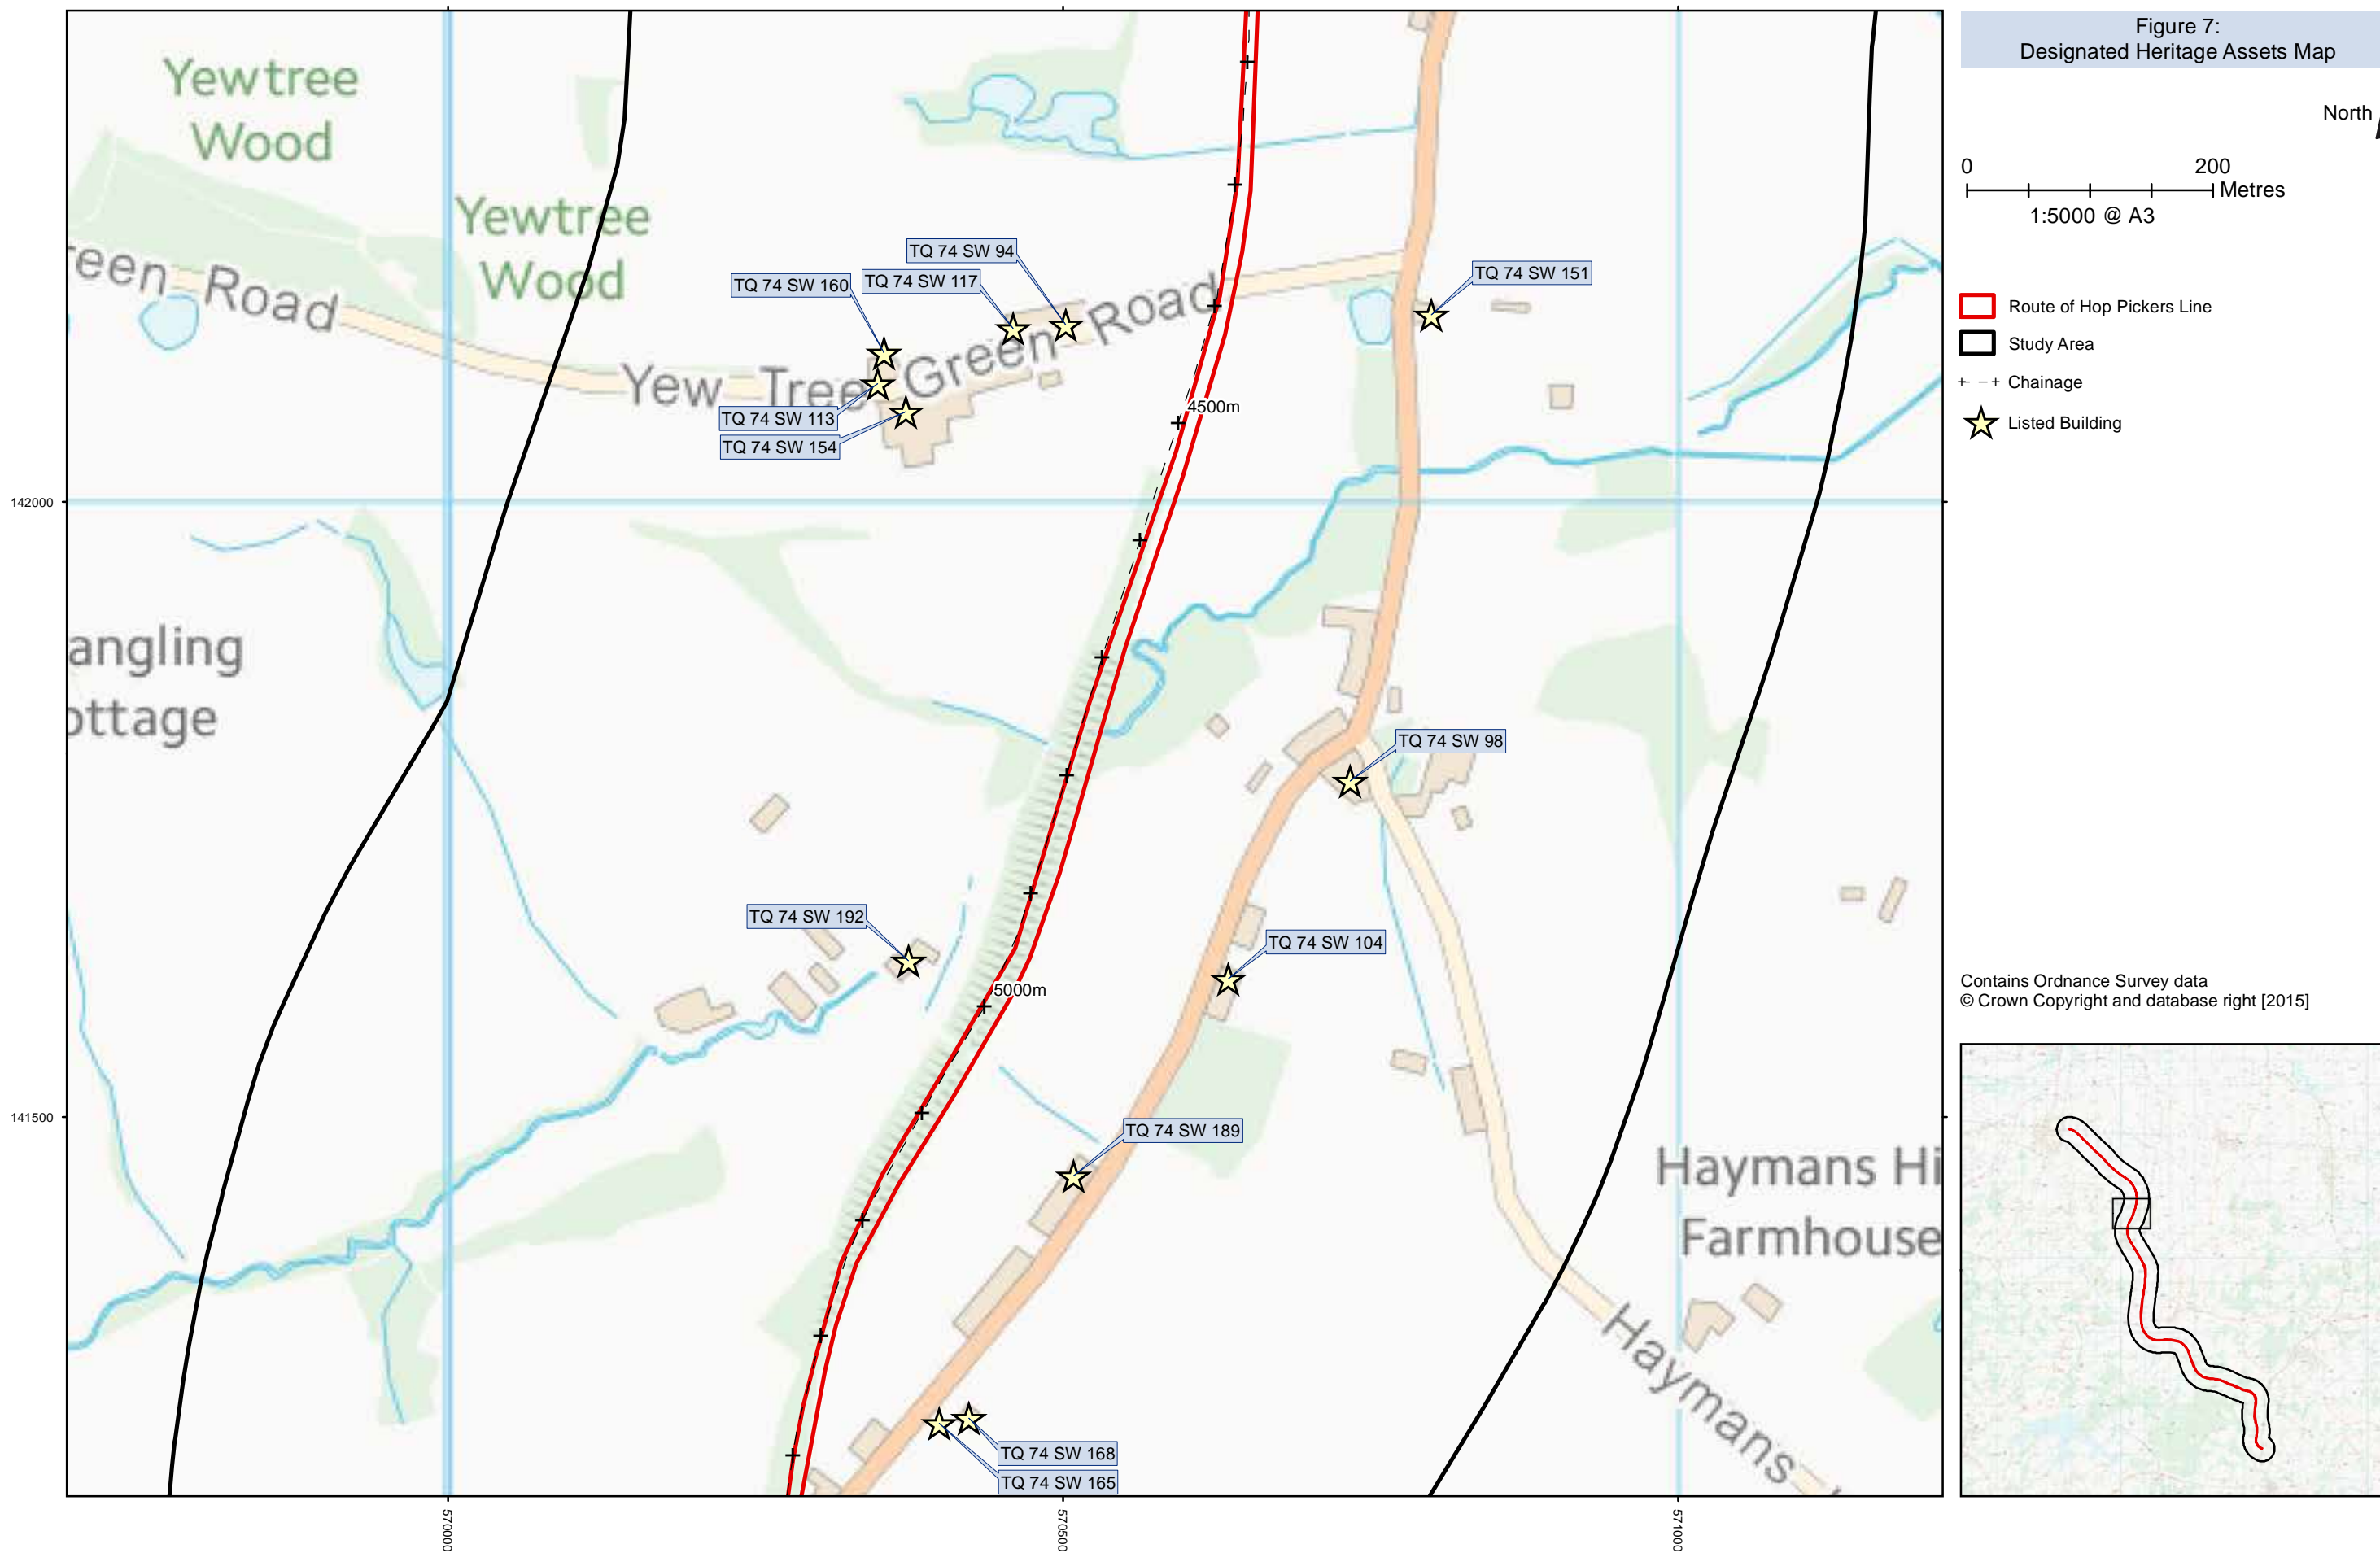 Figure 7:
Designated Heritage Assets Map
North
0 200
Metres
1:5000 @ A3
Route of Hop Pickers Line
Study Area
Chainage
Listed Building
Contains Ordnance Survey data
© Crown Copyright and database right [2015]
Yewtree
Wood
Yewtree
Wood
reen Road
Yew Tree Green Road
TQ 74 SW 94
TQ 74 SW 117
TQ 74 SW 160
TQ 74 SW 151
TQ 74 SW 113
TQ 74 SW 154
4500m
142000
angling
ottage
TQ 74 SW 98
TQ 74 SW 192
TQ 74 SW 104
5000m
141500
TQ 74 SW 189
Haymans Hi
Farmhouse
Haymans
TQ 74 SW 168
TQ 74 SW 165
570000
570500
571000